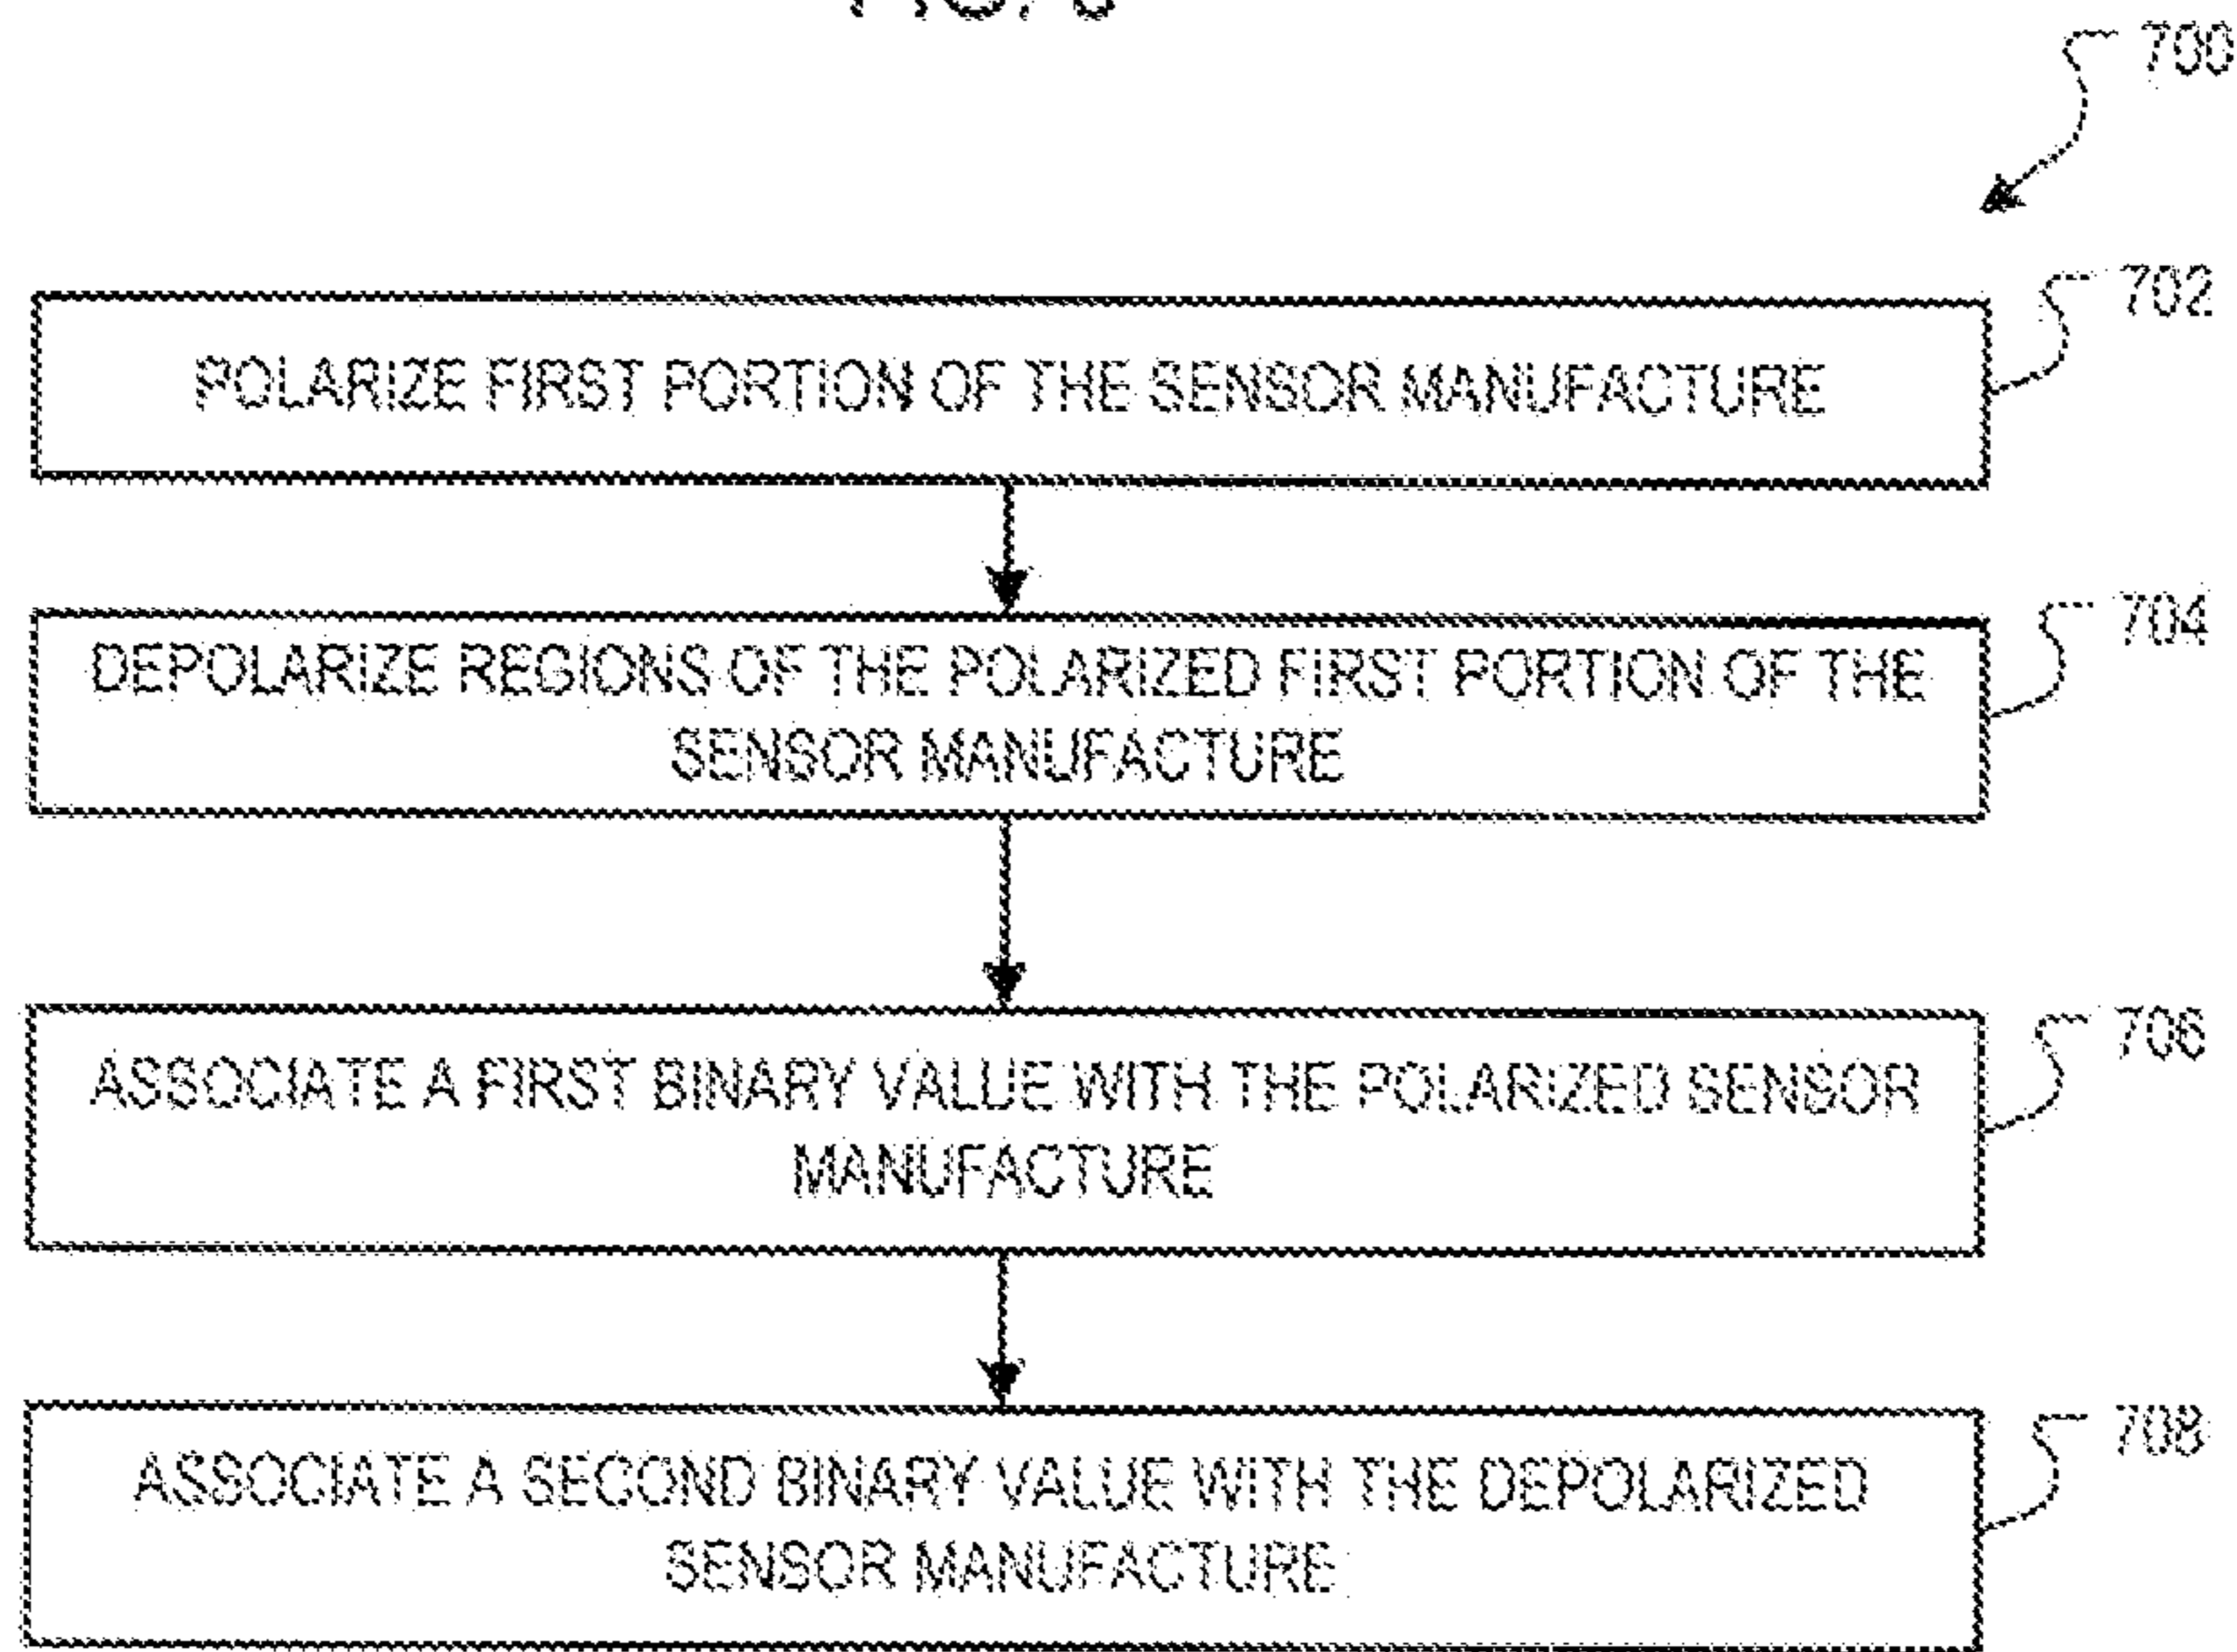 700
702
POLARIZE FIRST PORTION OF THE SENSOR MANUFACTURE
704
DEPOLARIZE REGIONS OF THE POLARIZED FIRST PORTION OF THE
SENSOR MANUFACTURE
706
ASSOCIATE A FIRST BINARY VALUE WITH THE POLARIZED SENSOR
MANUFACTURE
708
ASSOCIATE A SECOND BINARY VALUE WITH THE DEPOLARIZED
SENSOR MANUFACTURE